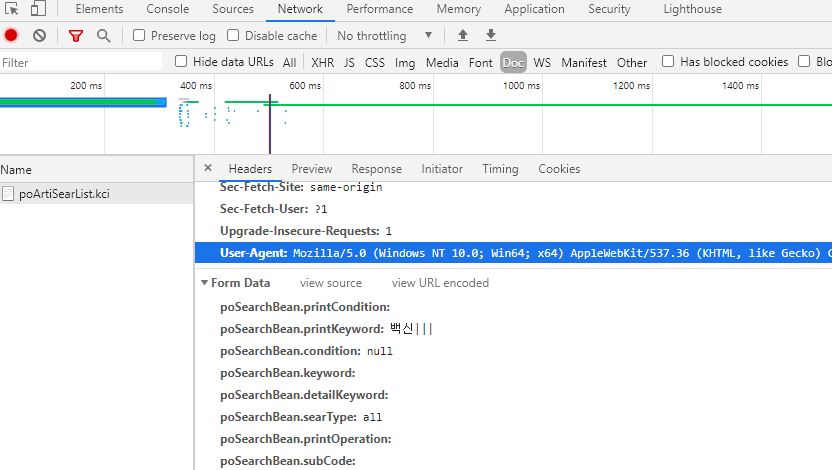 Elements Console Sources Network Performance Memory Application Security Lighthouse
Preserve log Disable cache No throttling
Filter Hide data URLs All XHR JS CSS Img Media Font Doc WS Manifest Other Has blocked cookies Blo
200 ms 400 ms 600 ms 800 ms 1000 ms 1200 ms 1400 ms
Name
poArtiSearList.kci
× Headers Preview Response Initiator Timing Cookies
Sec-Fetch-Site: same-origin
Sec-Fetch-User: ?1
Upgrade-Insecure-Requests: 1
User-Agent: Mozilla/5.0 (Windows NT 10.0; Win64; x64) AppleWebKit/537.36 (KHTML, like Gecko) C
▼ Form Data view source view URL encoded
poSearchBean.printCondition:
poSearchBean.printKeyword: 백신|||
poSearchBean.condition: null
poSearchBean.keyword:
poSearchBean.detailKeyword:
poSearchBean.searType: all
poSearchBean.printOperation:
poSearchBean.subCode: